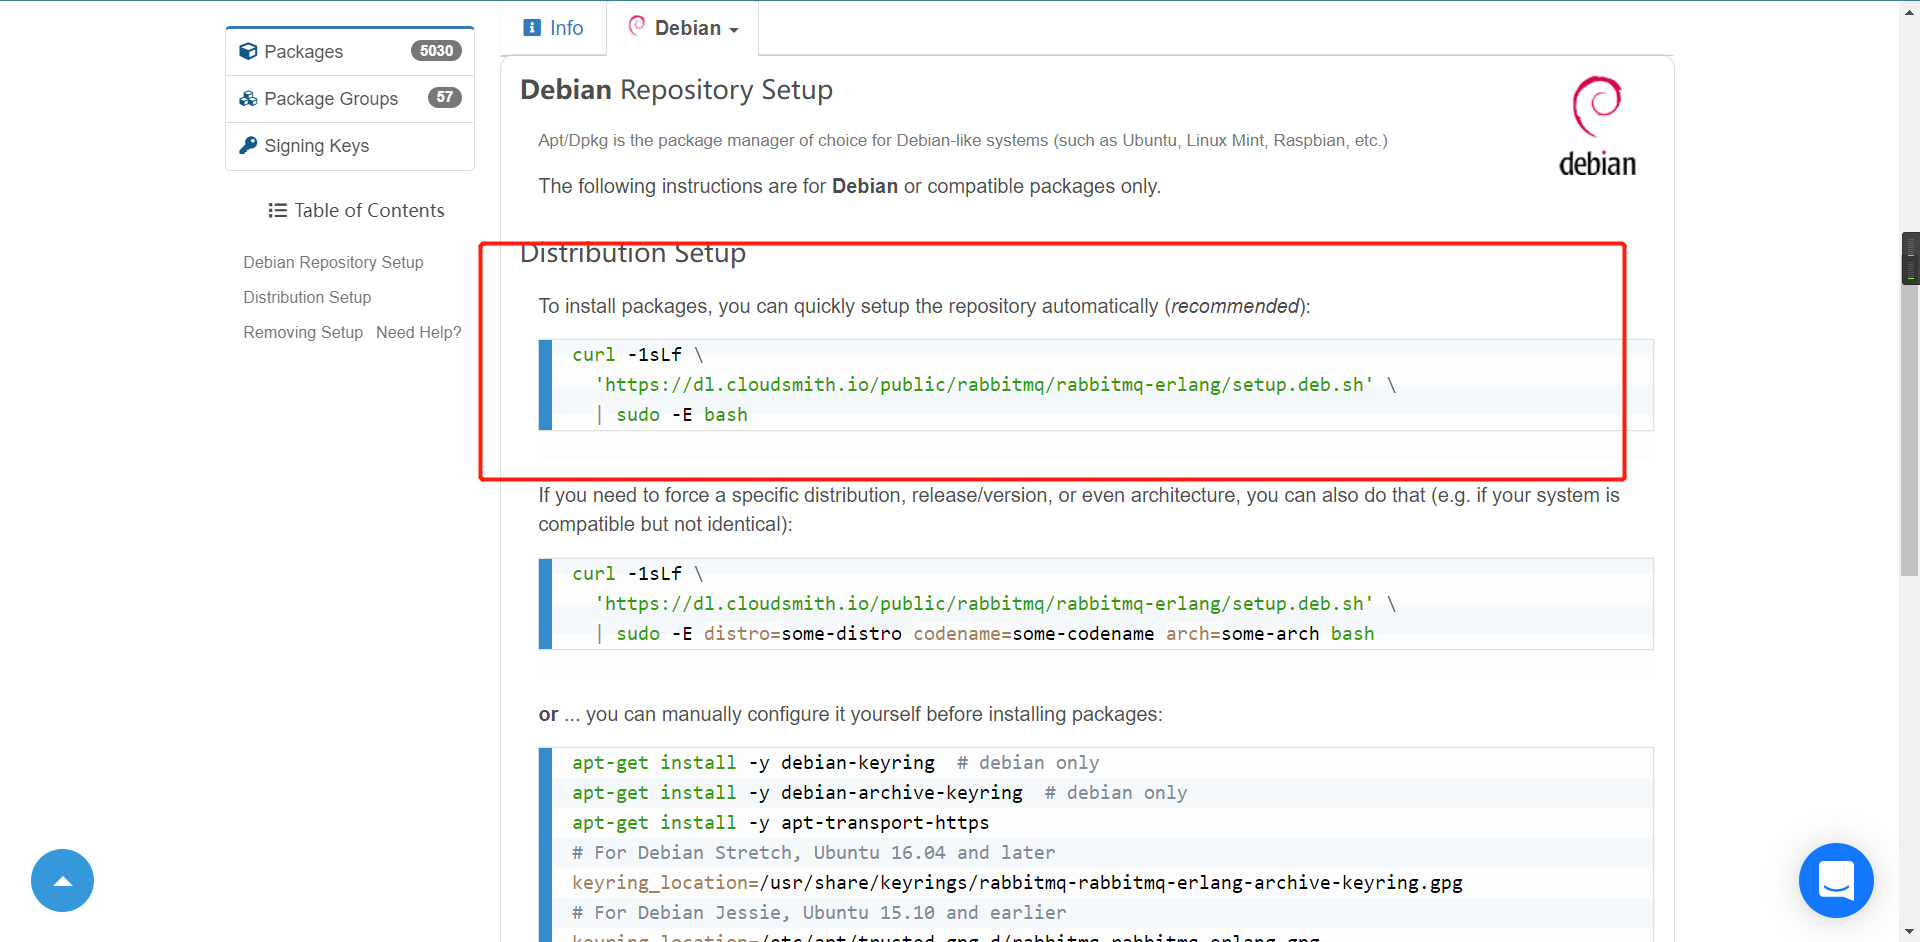 Info
Debian
Packages 5030
Package Groups 57
Signing Keys
Table of Contents
Debian Repository Setup
Distribution Setup
Removing Setup Need Help?
Debian Repository Setup
debian
Apt/Dpkg is the package manager of choice for Debian-like systems (such as Ubuntu, Linux Mint, Raspbian, etc.)
The following instructions are for Debian or compatible packages only.
Distribution Setup
To install packages, you can quickly setup the repository automatically (recommended):
curl -1sLf \
'https://dl.cloudsmith.io/public/rabbitmq/rabbitmq-erlang/setup.deb.sh' \
| sudo -E bash
If you need to force a specific distribution, release/version, or even architecture, you can also do that (e.g. if your system is
compatible but not identical):
curl -1sLf \
'https://dl.cloudsmith.io/public/rabbitmq/rabbitmq-erlang/setup.deb.sh' \
| sudo -E distro=some-distro codename=some-codename arch=some-arch bash
or ... you can manually configure it yourself before installing packages:
apt-get install -y debian-keyring # debian only
apt-get install -y debian-archive-keyring # debian only
apt-get install -y apt-transport-https
# For Debian Stretch, Ubuntu 16.04 and later
keyring_location=/usr/share/keyrings/rabbitmq-rabbitmq-erlang-archive-keyring.gpg
# For Debian Jessie, Ubuntu 15.10 and earlier
keyring_location=/etc/apt/trusted.gpg.d/rabbitmq-rabbitmq-erlang.gpg